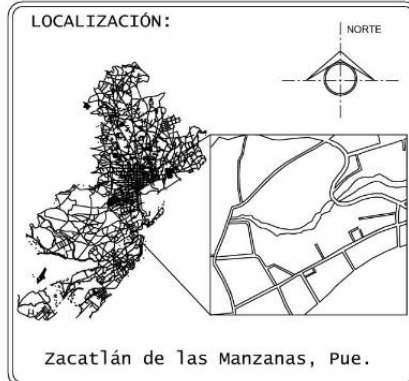 LOCALIZACIÓN:
NORTE
Zacatlán de las Manzanas, Pue.